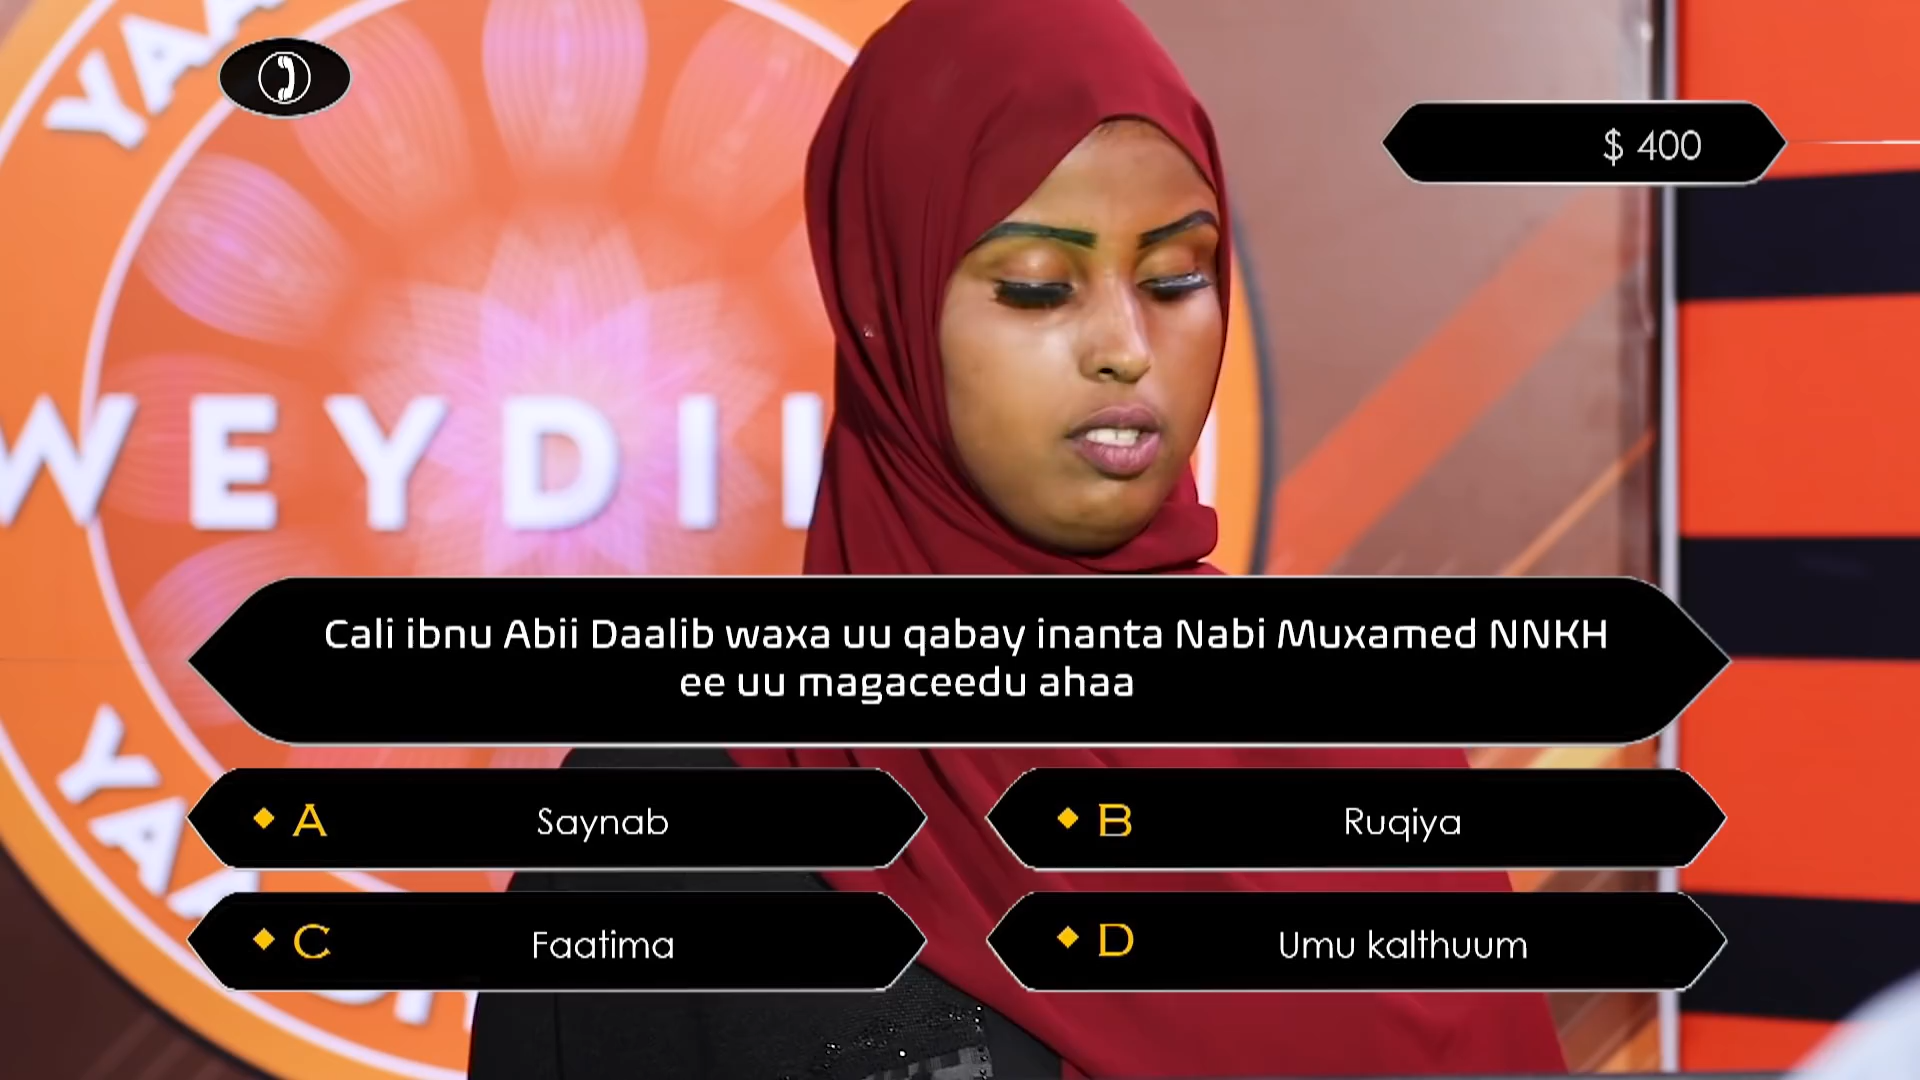 $ 400
WEYDII
Cali ibnu Abii Daalib waxa uu qabay inanta Nabi Muxamed NNKH
ee uu magaceedu ahaa
A Saynab
B Ruqiya
C Faatima
D Umu kalthuum